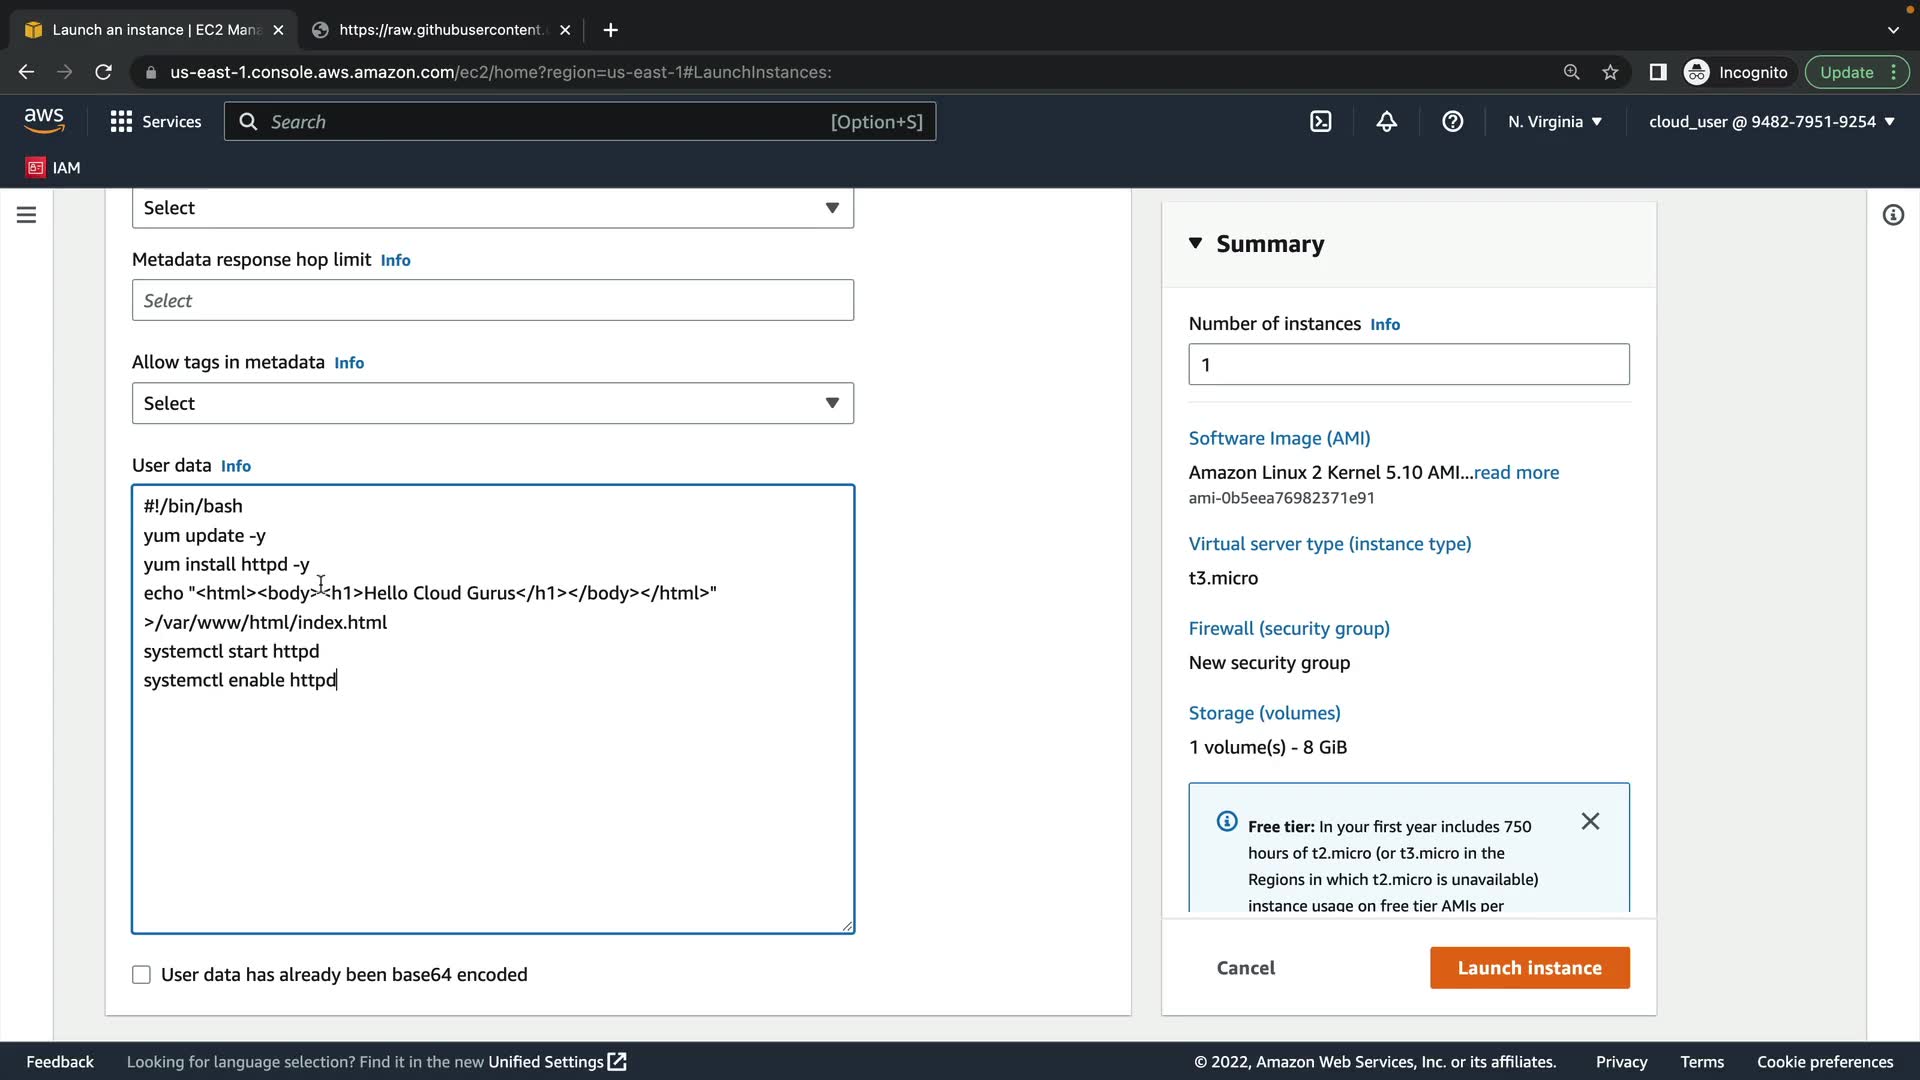 Launch an instance | EC2 Mana
https://raw.githubusercontent.
us-east-1.console.aws.amazon.com/ec2/home?region=us-east-1#LaunchInstances:
Incognito
Update
aws
Services
Search
[Option+S]
N. Virginia
cloud_user @ 9482-7951-9254
IAM
Select
Metadata response hop limit Info
Select
Allow tags in metadata Info
Select
User data Info
#!/bin/bash
yum update -y
yum install httpd -y
echo "<html><body><h1>Hello Cloud Gurus</h1></body></html>"
>/var/www/html/index.html
systemctl start httpd
systemctl enable httpd
User data has already been base64 encoded
Summary
Number of instances Info
1
Software Image (AMI)
Amazon Linux 2 Kernel 5.10 AMI...read more
ami-0b5eea76982371e91
Virtual server type (instance type)
t3.micro
Firewall (security group)
New security group
Storage (volumes)
1 volume(s) - 8 GiB
Free tier: In your first year includes 750
hours of t2.micro (or t3.micro in the
Regions in which t2.micro is unavailable)
instance usage on free tier AMIs per
Cancel
Launch instance
Feedback
Looking for language selection? Find it in the new Unified Settings
© 2022, Amazon Web Services, Inc. or its affiliates.
Privacy
Terms
Cookie preferences